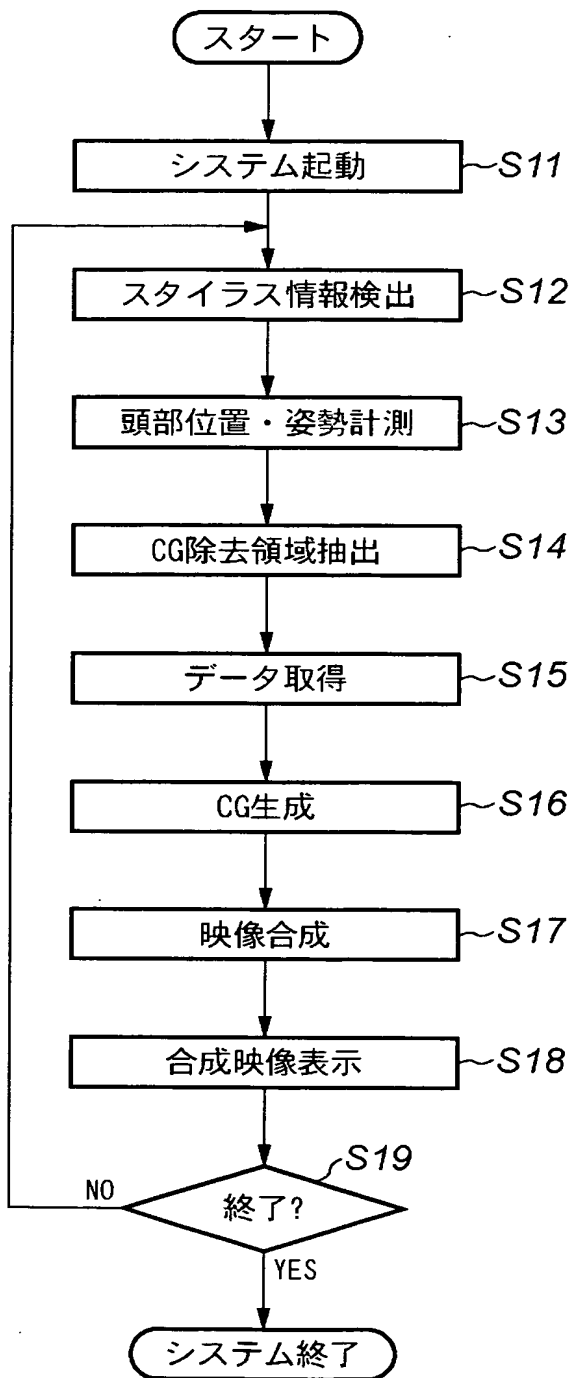 スタート
システム起動 S11
スタイラス情報検出 S12
頭部位置・姿勢計測 S13
CG除去領域抽出 S14
データ取得 S15
CG生成 S16
映像合成 S17
合成映像表示 S18
S19
NO 終了?
YES
システム終了